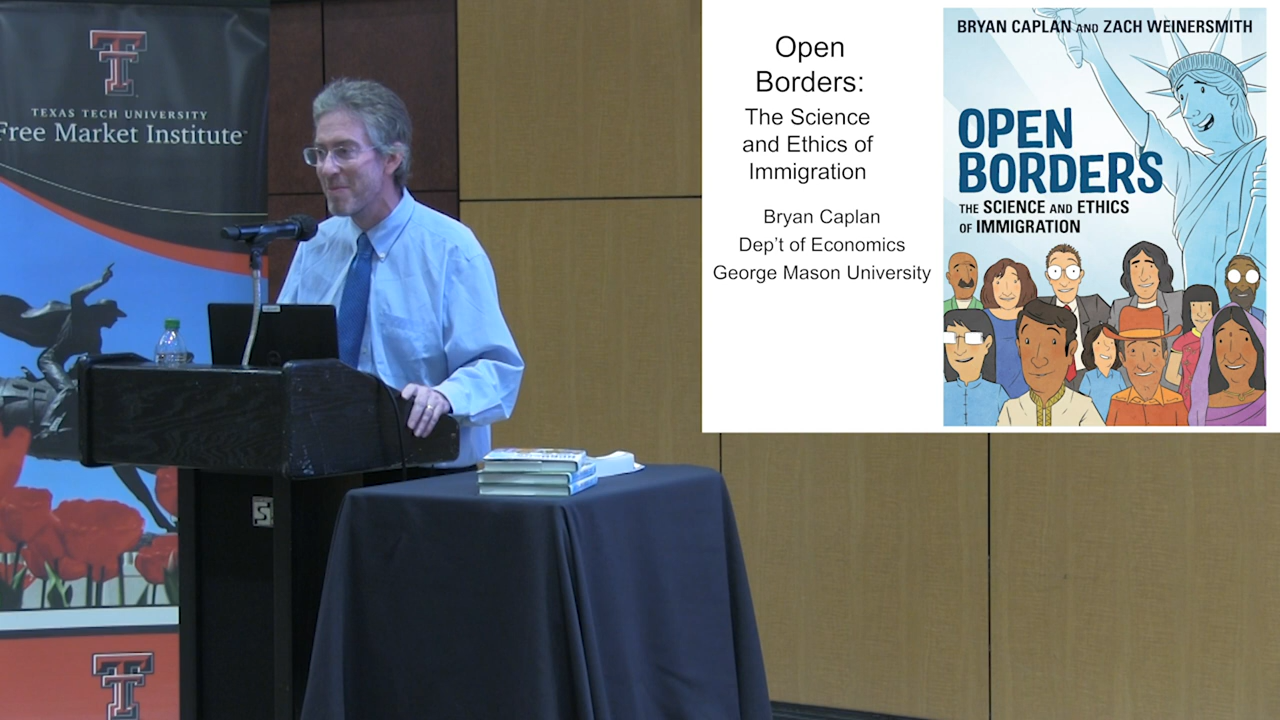 TEXAS TECH UNIVERSITY
Free Market Institute
Open
Borders:
The Science
and Ethics of
Immigration
Bryan Caplan
Dep't of Economics
George Mason University
BRYAN CAPLAN AND ZACH WEINERSMITH
OPEN
BORDERS
THE SCIENCE AND ETHICS
OF IMMIGRATION